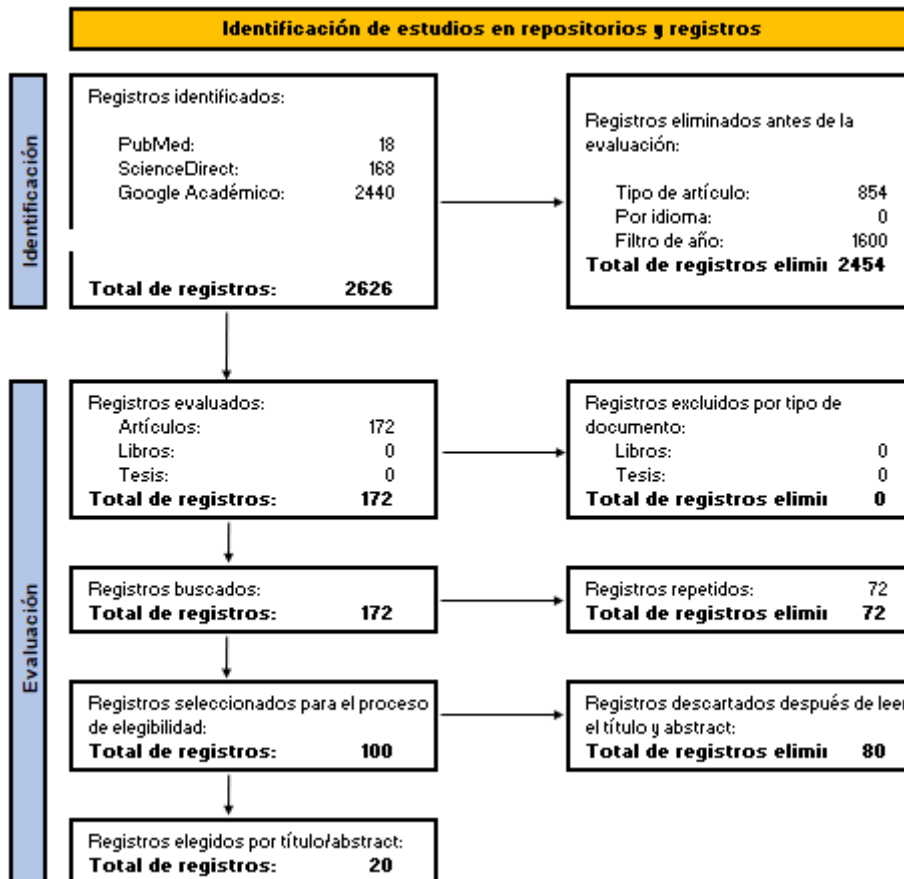 Identificación de estudios en repositorios y registros
Identificación
Registros identificados:
PubMed: 18
ScienceDirect: 168
Google Académico: 2440
Total de registros: 2626
Registros eliminados antes de la
evaluación:
Tipo de artículo: 854
Por idioma: 0
Filtro de año: 1600
Total de registros elimii 2454
Evaluación
Registros evaluados:
Artículos: 172
Libros: 0
Tesis: 0
Total de registros: 172
Registros excluidos por tipo de
documento:
Libros: 0
Tesis: 0
Total de registros elimii 0
Registros buscados:
Total de registros: 172
Registros repetidos: 72
Total de registros elimii 72
Registros seleccionados para el proceso
de elegibilidad:
Total de registros: 100
Registros descartados después de leer
el título y abstract:
Total de registros elimii 80
Registros elegidos por título/abstract:
Total de registros: 20